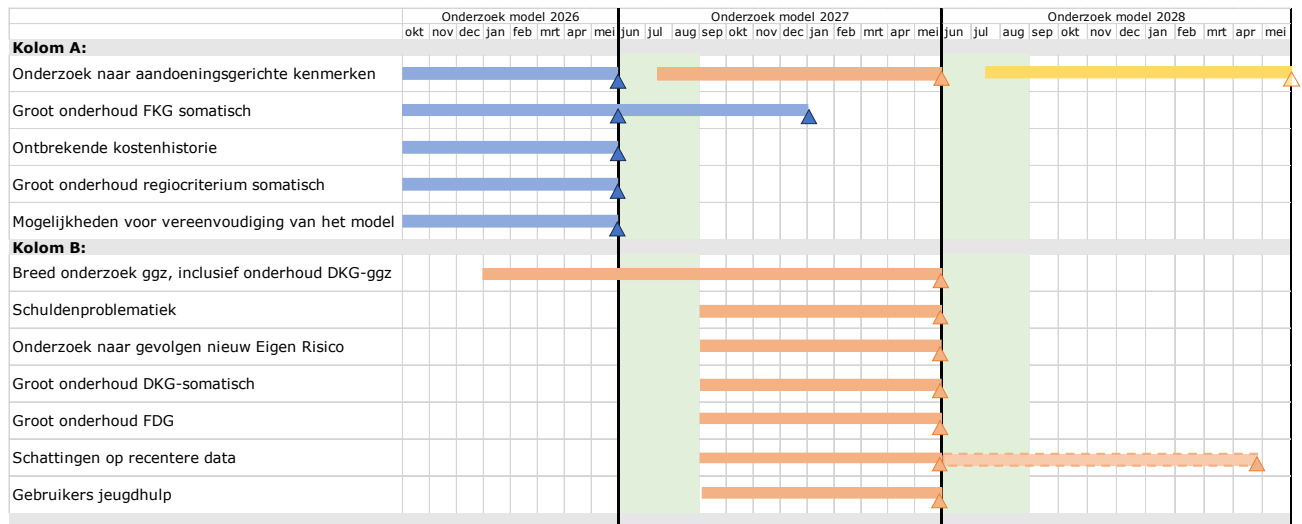 Onderzoek model 2026 Onderzoek model 2027 Onderzoek model 2028
okt nov dec jan feb mrt apr mei jun jul aug sep okt nov dec jan feb mrt apr mei jun jul aug sep okt nov dec jan feb mrt apr mei
Kolom A:
Onderzoek naar aandoeningsgerichte kenmerken
Groot onderhoud FKG somatisch
Ontbrekende kostenhistorie
Groot onderhoud regiocriterium somatisch
Mogelijkheden voor vereenvoudiging van het model
Kolom B:
Breed onderzoek ggz, inclusief onderhoud DKG-ggz
Schuldenproblematiek
Onderzoek naar gevolgen nieuw Eigen Risico
Groot onderhoud DKG-somatisch
Groot onderhoud FDG
Schattingen op recentere data
Gebruikers jeugdhulp